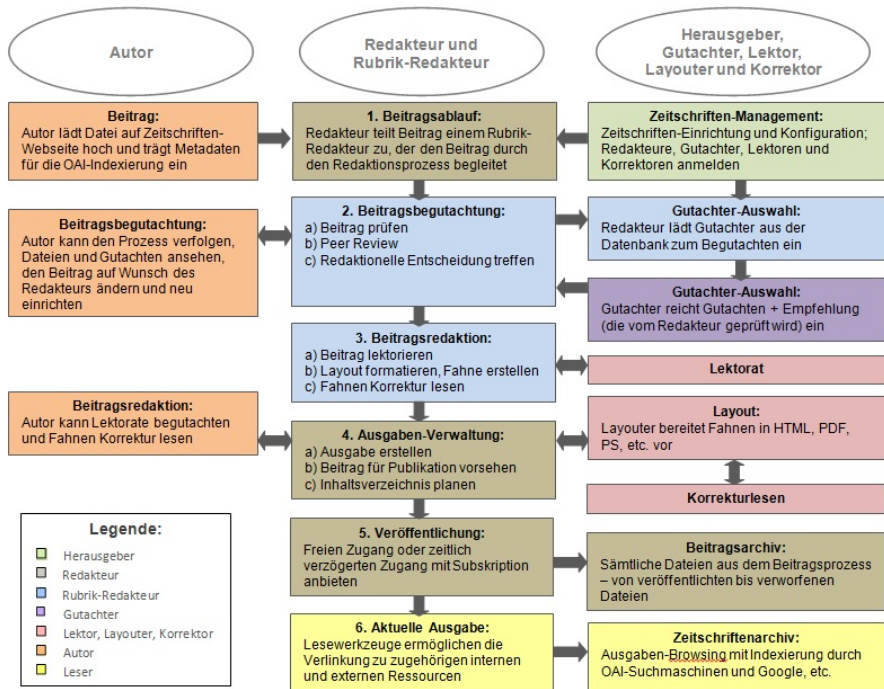 Autor
Redakteur und
Rubrik-Redakteur
Herausgeber,
Gutachter, Lektor,
Layouter und Korrektor
Beitrag:
Autor lädt Datei auf Zeitschriften-
Webseite hoch und trägt Metadaten
für die OAI-Indexierung ein
1. Beitragsablauf:
Redakteur teilt Beitrag einem Rubrik-
Redakteur zu, der den Beitrag durch
den Redaktionsprozess begleitet
Zeitschriften-Management:
Zeitschriften-Einrichtung und Konfiguration;
Redakteure, Gutachter, Lektoren und
Korrektoren anmelden
Beitragsbegutachtung:
Autor kann den Prozess verfolgen,
Dateien und Gutachten ansehen,
den Beitrag auf Wunsch des
Redakteurs ändern und neu
einrichten
2. Beitragsbegutachtung:
a) Beitrag prüfen
b) Peer Review
c) Redaktionelle Entscheidung treffen
Gutachter-Auswahl:
Redakteur lädt Gutachter aus der
Datenbank zum Begutachten ein
Gutachter-Auswahl:
Gutachter reicht Gutachten + Empfehlung
(die vom Redakteur geprüft wird) ein
3. Beitragsredaktion:
a) Beitrag lektorieren
b) Layout formatieren, Fahne erstellen
c) Fahnen Korrektur lesen
Lektorat
Beitragsredaktion:
Autor kann Lektorate begutachten
und Fahnen Korrektur lesen
4. Ausgaben-Verwaltung:
a) Ausgabe erstellen
b) Beitrag für Publikation vorsehen
c) Inhaltsverzeichnis planen
Layout:
Layouter bereitet Fahnen in HTML, PDF,
PS, etc. vor
Korrekturlesen
5. Veröffentlichung:
Freien Zugang oder zeitlich
verzögerten Zugang mit Subskription
anbieten
Beitragsarchiv:
Sämtliche Dateien aus dem Beitragsprozess
– von veröffentlichten bis verworfenen
Dateien
6. Aktuelle Ausgabe:
Lesewerkzeuge ermöglichen die
Verlinkung zu zugehörigen internen
und externen Ressourcen
Zeitschriftenarchiv:
Ausgaben-Browsing mit Indexierung durch
OAI-Suchmaschinen und Google, etc.
Legende:
Herausgeber
Redakteur
Rubrik-Redakteur
Gutachter
Lektor, Layouter, Korrektor
Autor
Leser